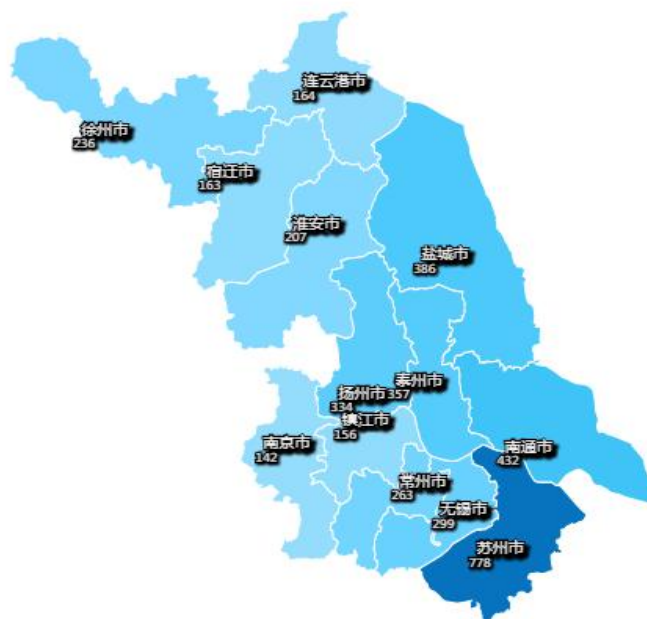 连云港市
164
徐州市
236
宿迁市
163
淮安市
207
盐城市
386
泰州市
357
扬州市
334
镇江市
156
南京市
142
南通市
432
常州市
263
无锡市
299
苏州市
778